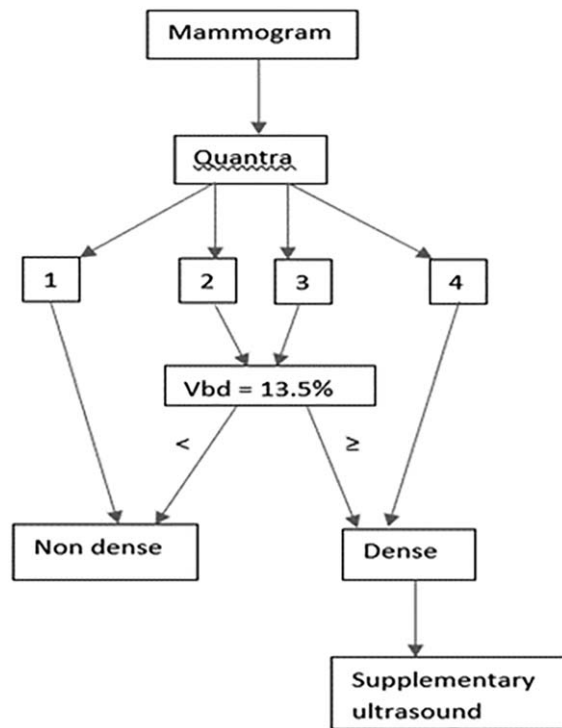 Mammogram
Quantra
1
2
3
4
Vbd = 13.5%
<
≥
Non dense
Dense
Supplementary
ultrasound